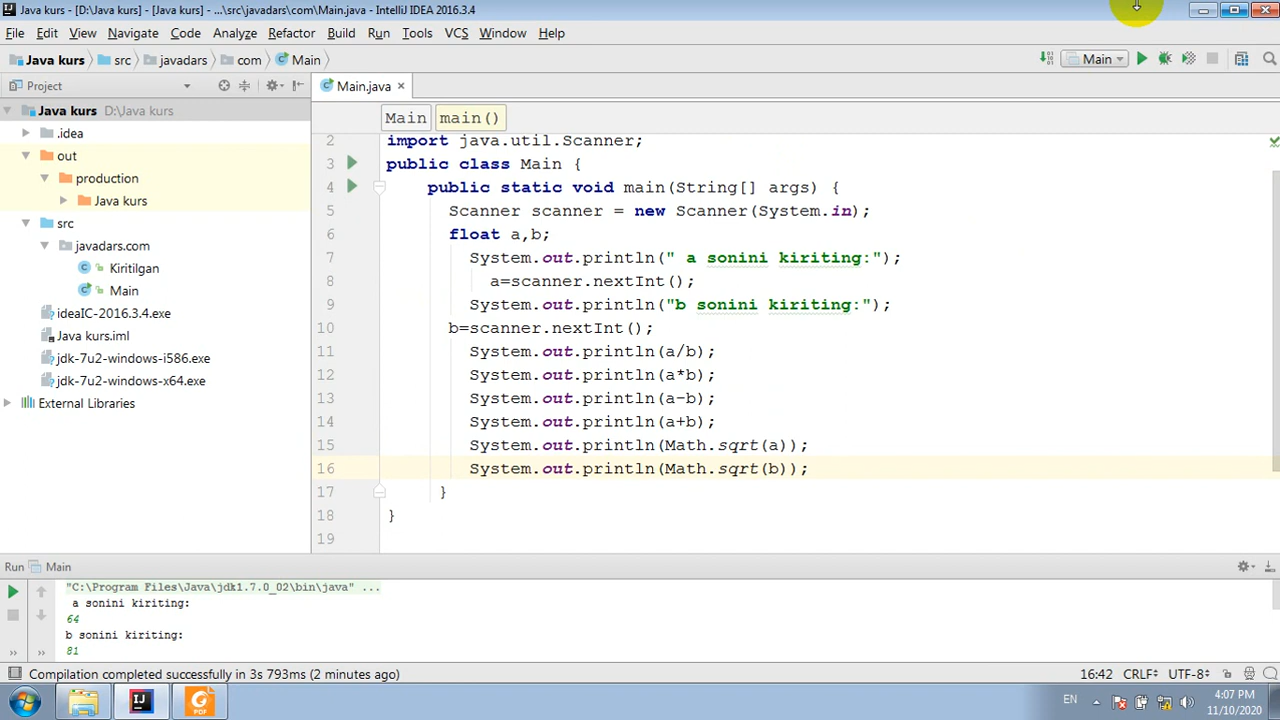 Java kurs - [D:\Java kurs] - [Java kurs] - ...\src\javadars\com\Main.java - IntelliJ IDEA 2016.3.4
File Edit View Navigate Code Analyze Refactor Build Run Tools VCS Window Help
Java kurs src javadars com Main Main
Project
Main.java
Java kurs D:\Java kurs
.idea
out
production
Java kurs
src
javadars.com
Kiritilgan
Main
ideaIC-2016.3.4.exe
Java kurs.iml
jdk-7u2-windows-i586.exe
jdk-7u2-windows-x64.exe
External Libraries
Main main()
2 import java.util.Scanner;
3 public class Main {
4 public static void main(String[] args) {
5 Scanner scanner = new Scanner(System.in);
6 float a,b;
7 System.out.println(" a sonini kiriting:");
8 a=scanner.nextInt();
9 System.out.println("b sonini kiriting:");
10 b=scanner.nextInt();
11 System.out.println(a/b);
12 System.out.println(a*b);
13 System.out.println(a-b);
14 System.out.println(a+b);
15 System.out.println(Math.sqrt(a));
16 System.out.println(Math.sqrt(b));
17 }
18 }
19
Run Main
"C:\Program Files\Java\jdk1.7.0_02\bin\java" ...
a sonini kiriting:
64
b sonini kiriting:
81
Compilation completed successfully in 3s 793ms (2 minutes ago)
16:42 CRLF UTF-8
PDF
EN
4:07 PM
11/10/2020